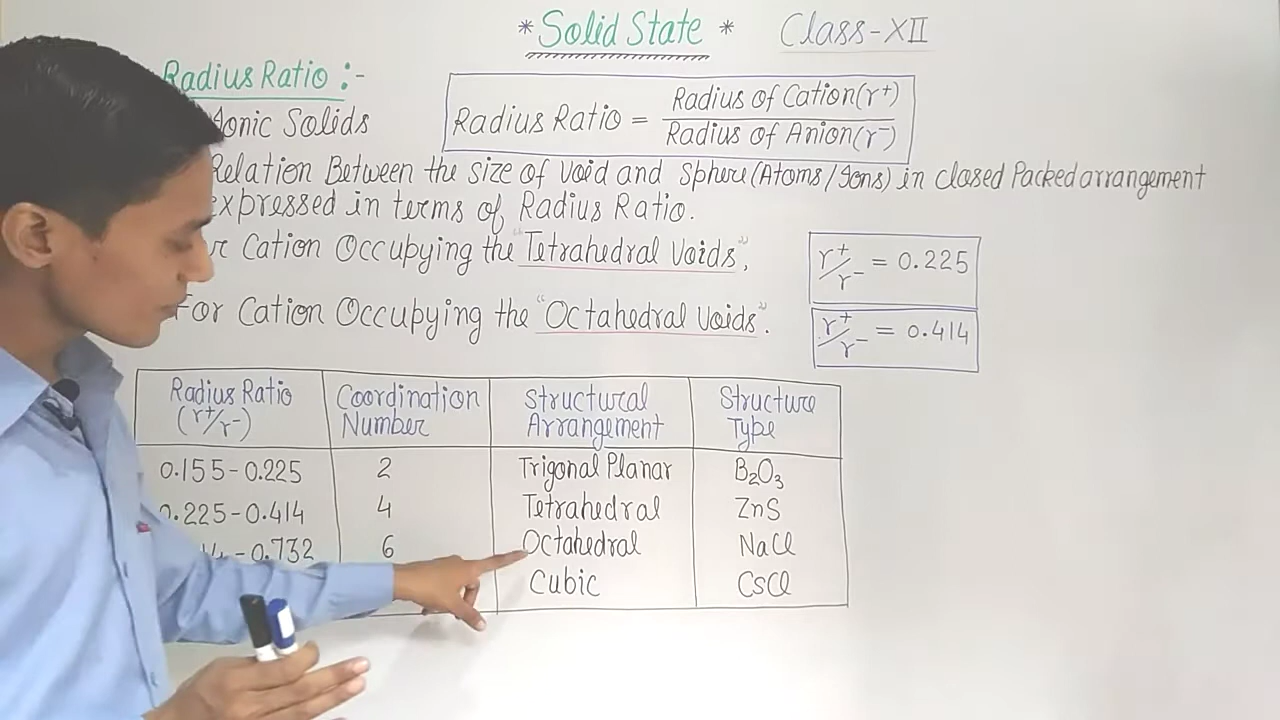 * Solid State * Class-XII
Radius Ratio :-
Ionic Solids
Radius Ratio = Radius of Cation(r⁺) / Radius of Anion(r⁻)
Relation Between the size of void and sphere (Atoms/Ions) in closed Packed arrangement
expressed in terms of Radius Ratio.
r Cation Occupying the "Tetrahedral Voids", r⁺/r⁻ = 0.225
For Cation Occupying the "Octahedral Voids". r⁺/r⁻ = 0.414
Radius Ratio (r⁺/r⁻) Coordination Number Structural Arrangement Structure Type
0.155-0.225 2 Trigonal Planar B₂O₃
0.225-0.414 4 Tetrahedral ZnS
-0.732 6 Octahedral NaCl
Cubic CsCl